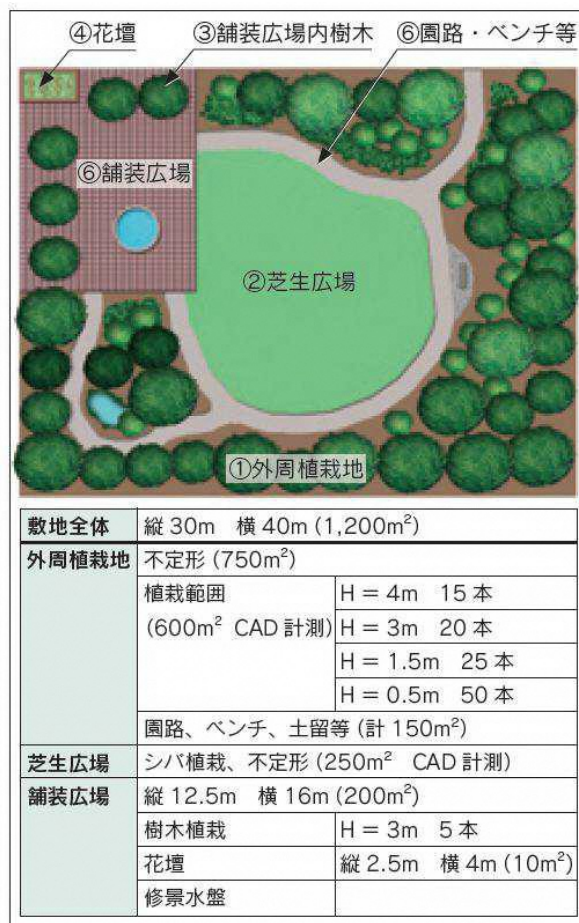 ④花壇
③舗装広場内樹木
⑥園路・ベンチ等
⑥舗装広場
②芝生広場
①外周植栽地
敷地全体 縦 30m 横 40m (1,200m²)
外周植栽地 不定形 (750m²)
植栽範囲 H = 4m 15 本
(600m² CAD 計測) H = 3m 20 本
H = 1.5m 25 本
H = 0.5m 50 本
園路、ベンチ、土留等 (計 150m²)
芝生広場 シバ植栽、不定形 (250m² CAD 計測)
舗装広場 縦 12.5m 横 16m (200m²)
樹木植栽 H = 3m 5 本
花壇 縦 2.5m 横 4m (10m²)
修景水盤